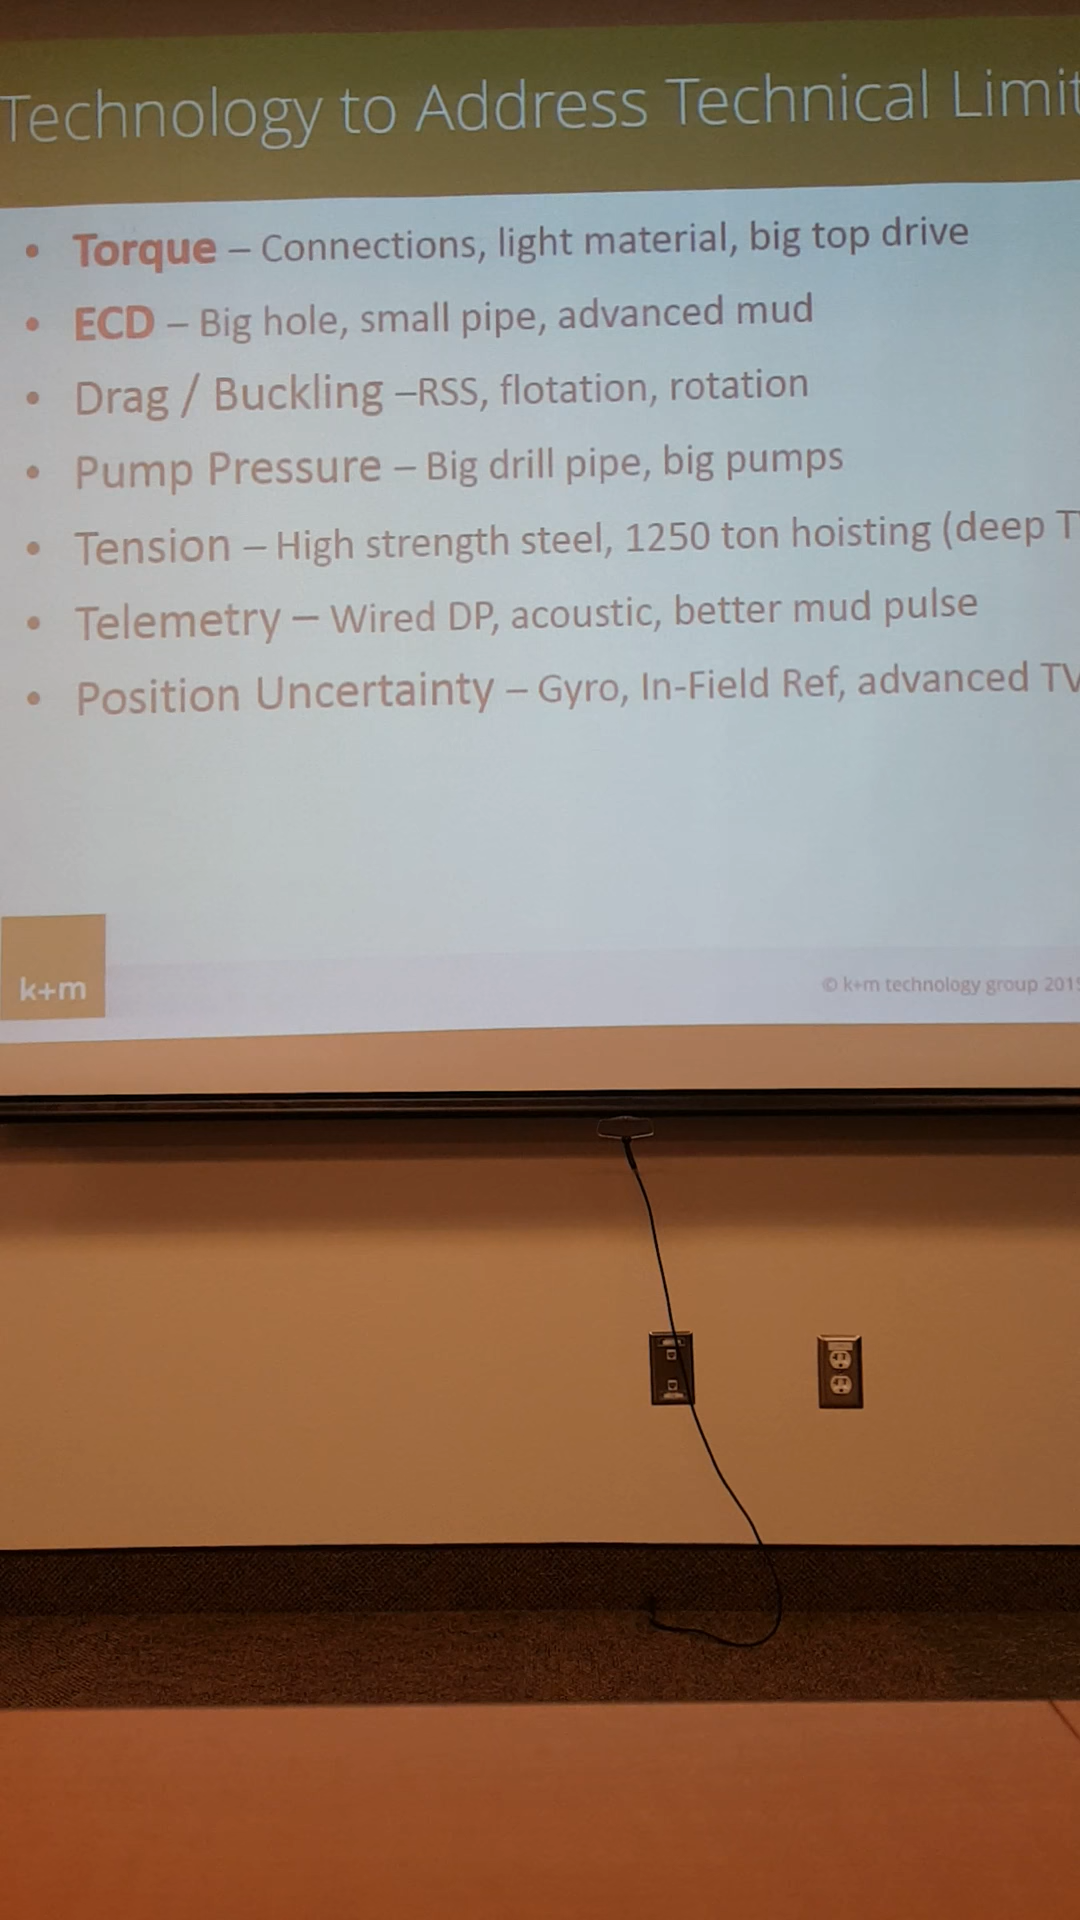 Technology to Address Technical Limit
• Torque – Connections, light material, big top drive
• ECD – Big hole, small pipe, advanced mud
• Drag / Buckling –RSS, flotation, rotation
• Pump Pressure – Big drill pipe, big pumps
• Tension – High strength steel, 1250 ton hoisting (deep T
• Telemetry – Wired DP, acoustic, better mud pulse
• Position Uncertainty – Gyro, In-Field Ref, advanced TV
k+m
© k+m technology group 201